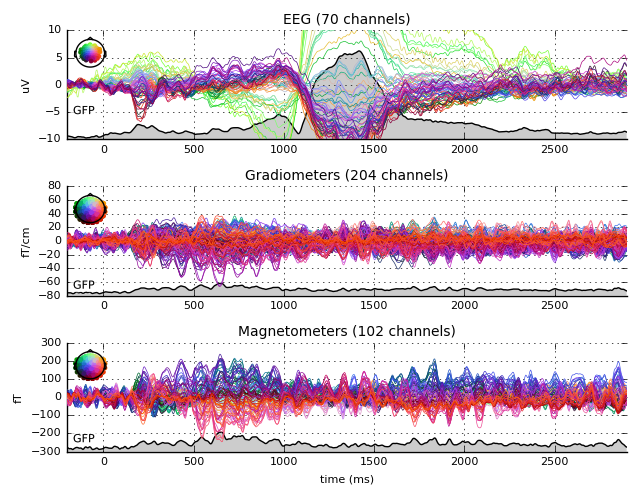 EEG (70 channels)
10
5
0
−5
−10
uV
GFP
0 500 1000 1500 2000 2500
Gradiometers (204 channels)
80
60
40
20
0
−20
−40
−60
−80
fT/cm
GFP
0 500 1000 1500 2000 2500
Magnetometers (102 channels)
300
200
100
0
−100
−200
−300
fT
GFP
0 500 1000 1500 2000 2500
time (ms)